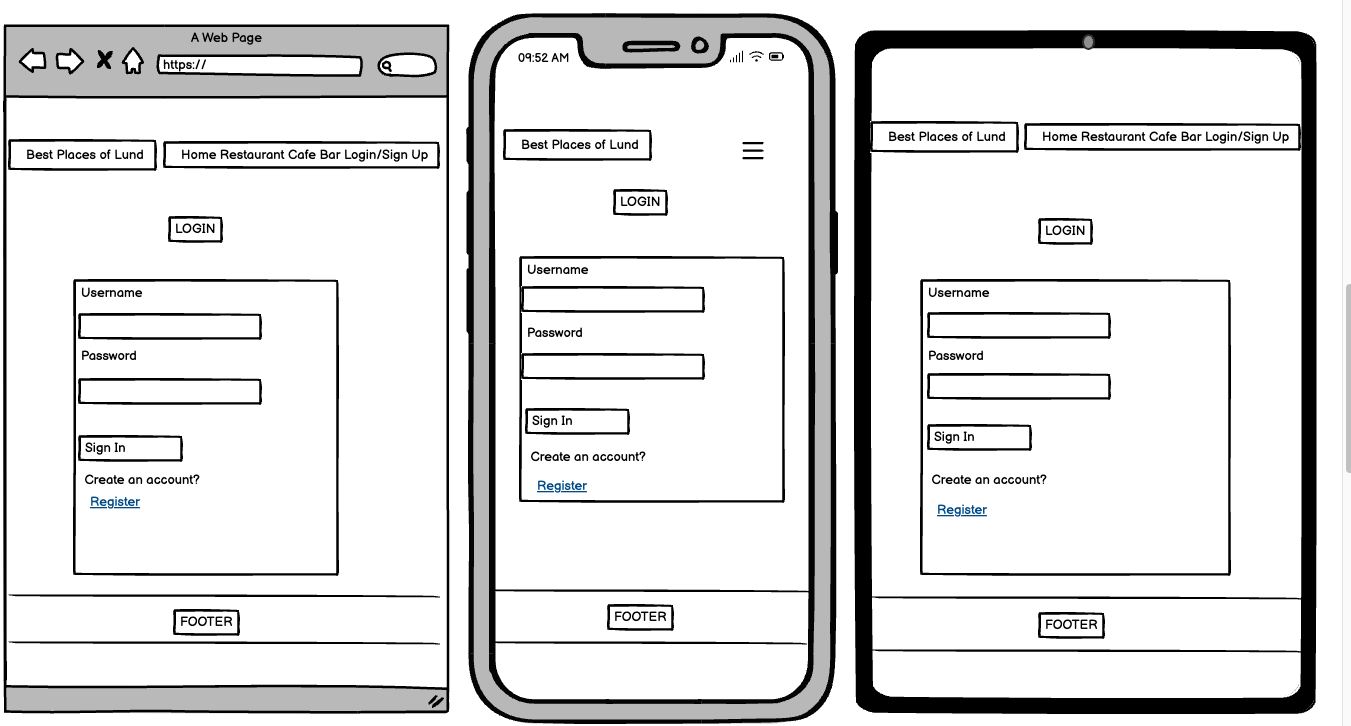 A Web Page
https://
Best Places of Lund
Home Restaurant Cafe Bar Login/Sign Up
LOGIN
Username
Password
Sign In
Create an account?
Register
FOOTER
09:52 AM
Best Places of Lund
LOGIN
Username
Password
Sign In
Create an account?
Register
FOOTER
Best Places of Lund
Home Restaurant Cafe Bar Login/Sign Up
LOGIN
Username
Password
Sign In
Create an account?
Register
FOOTER